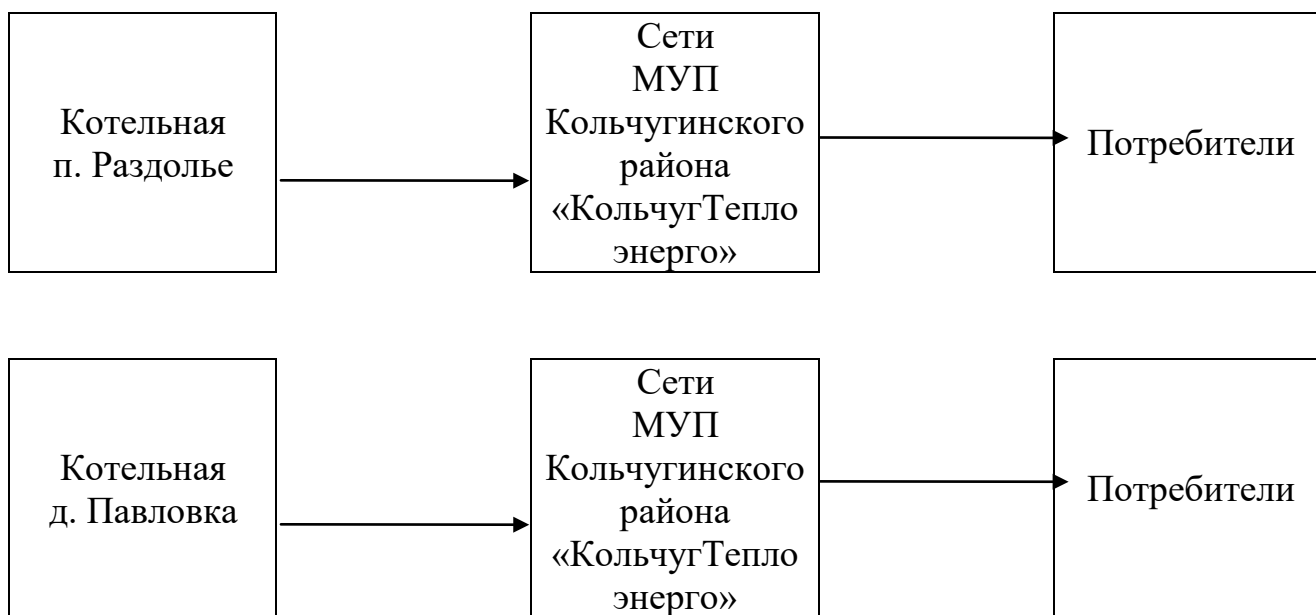 Котельная
п. Раздолье
Сети
МУП
Кольчугинского
района
«КольчугТепло
энерго»
Потребители
Котельная
д. Павловка
Сети
МУП
Кольчугинского
района
«КольчугТепло
энерго»
Потребители